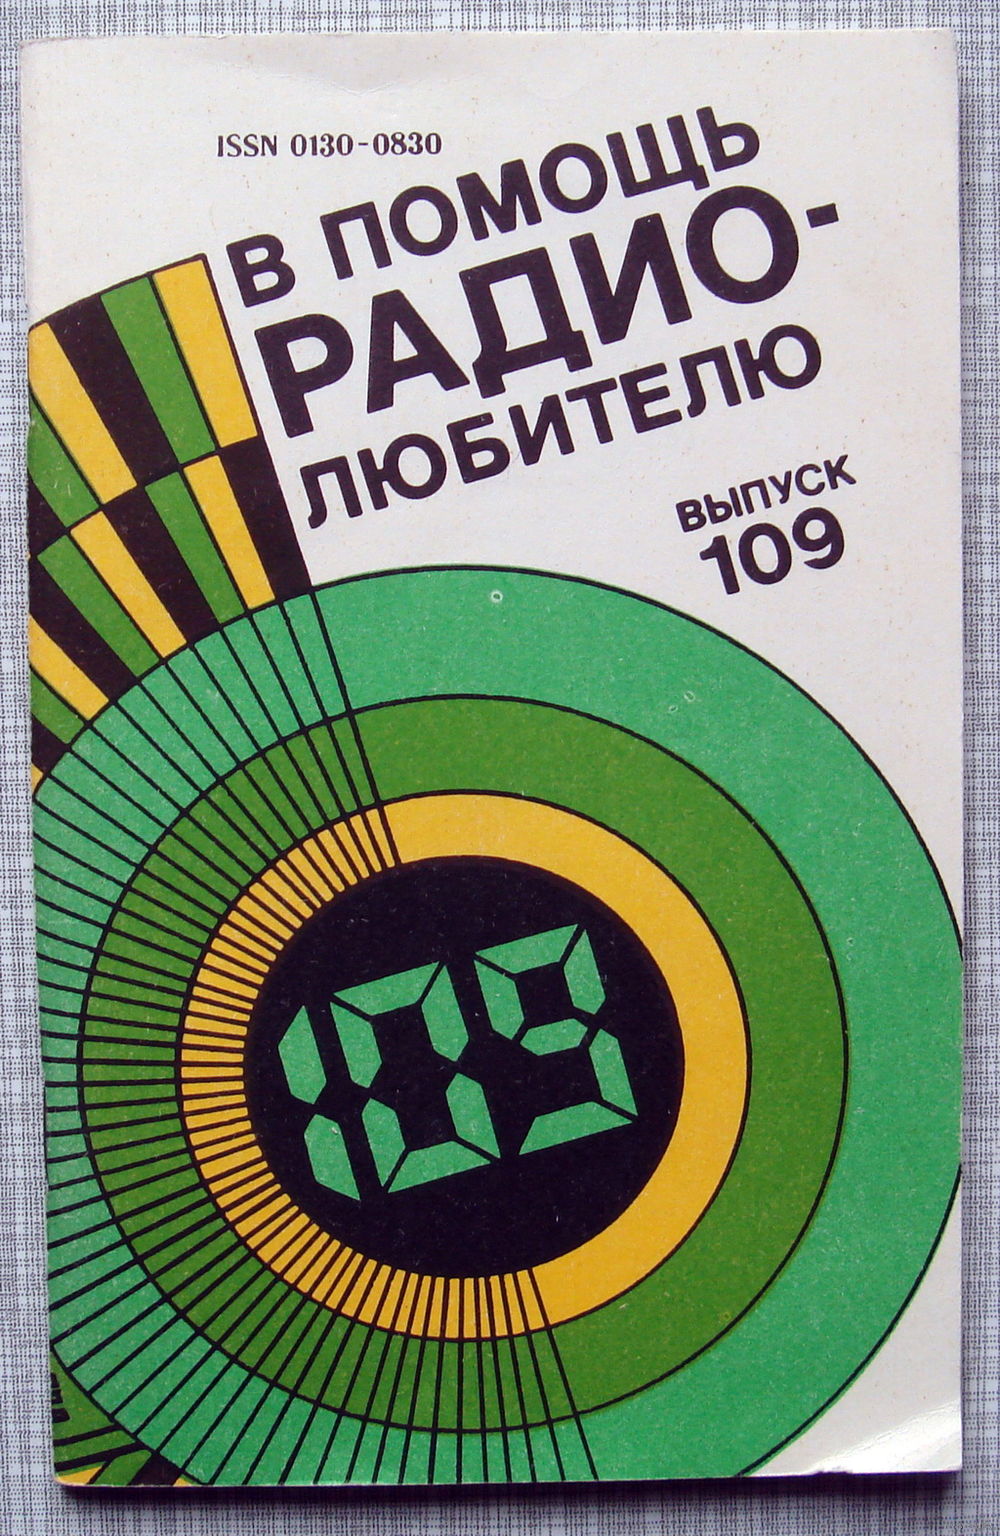 ISSN 0130-0830
В ПОМОЩЬ
РАДИО-
ЛЮБИТЕЛЮ
ВЫПУСК
109
109